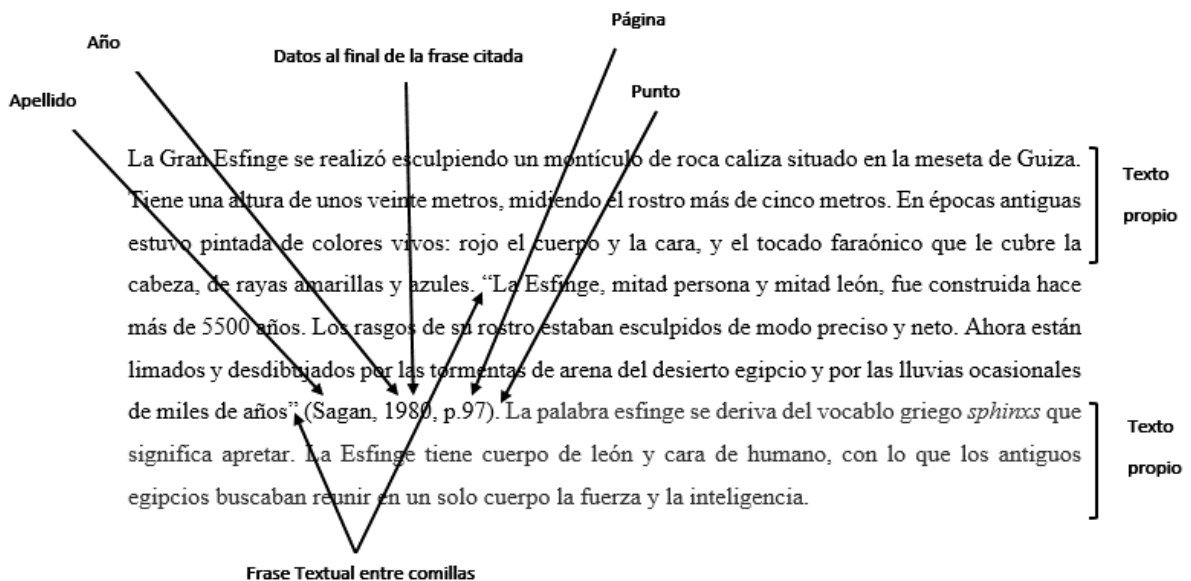 Página
Año
Datos al final de la frase citada
Apellido
Punto
La Gran Esfinge se realizó esculpiendo un montículo de roca caliza situado en la meseta de Guiza.
Tiene una altura de unos veinte metros, midiendo el rostro más de cinco metros. En épocas antiguas
estuvo pintada de colores vivos: rojo el cuerpo y la cara, y el tocado faraónico que le cubre la
cabeza, de rayas amarillas y azules. “La Esfinge, mitad persona y mitad león, fue construida hace
más de 5500 años. Los rasgos de su rostro estaban esculpidos de modo preciso y neto. Ahora están
limados y desdibujados por las tormentas de arena del desierto egipcio y por las lluvias ocasionales
de miles de años” (Sagan, 1980, p.97). La palabra esfinge se deriva del vocablo griego sphinxs que
significa apretar. La Esfinge tiene cuerpo de león y cara de humano, con lo que los antiguos
egipcios buscaban reunir en un solo cuerpo la fuerza y la inteligencia.
Texto
propio
Texto
propio
Frase Textual entre comillas